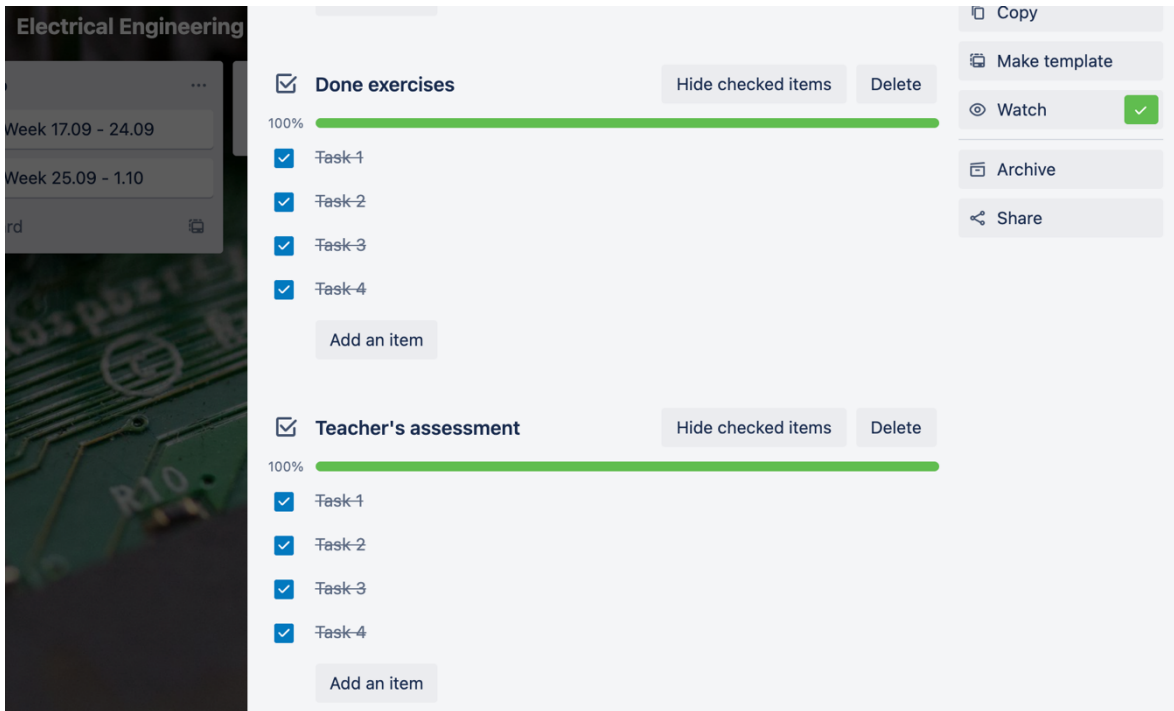 Electrical Engineering
...
Week 17.09 - 24.09
Week 25.09 - 1.10
rd
R10
Done exercises
Hide checked items
Delete
100%
Task 1
Task 2
Task 3
Task 4
Add an item
Teacher's assessment
Hide checked items
Delete
100%
Task 1
Task 2
Task 3
Task 4
Add an item
Copy
Make template
Watch
Archive
Share